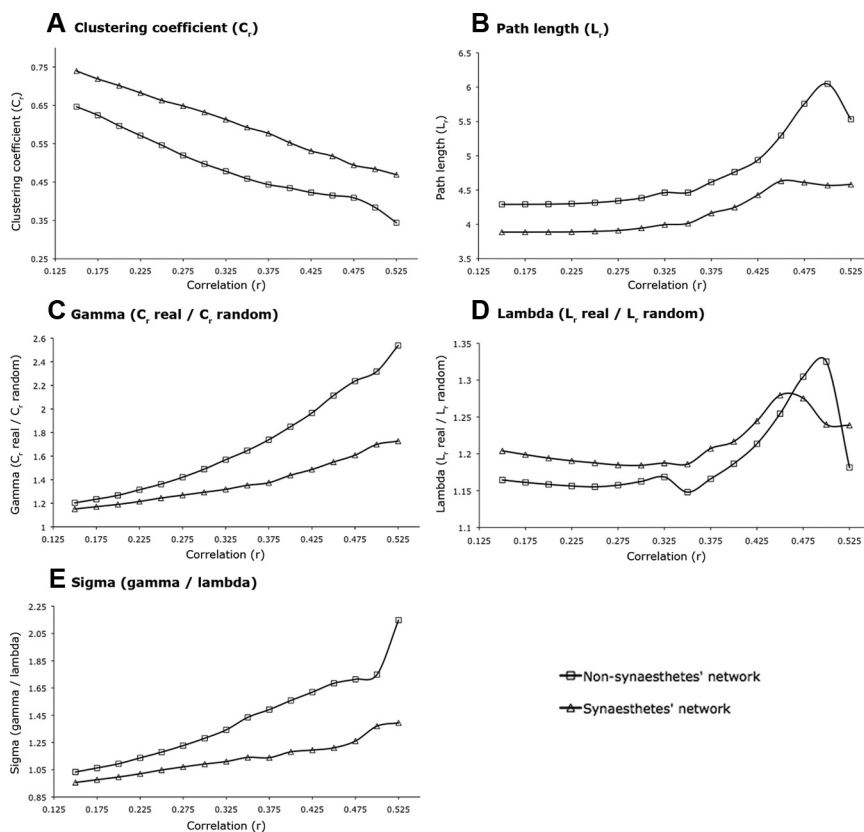 A Clustering coefficient (Cr)
0.75
0.65
0.55
0.45
0.35
0.25
Clustering coefficient (Cr)
0.125 0.175 0.225 0.275 0.325 0.375 0.425 0.475 0.525
Correlation (r)
B Path length (Lr)
6.5
6
5.5
5
4.5
4
3.5
Path length (Lr)
0.125 0.175 0.225 0.275 0.325 0.375 0.425 0.475 0.525
Correlation (r)
C Gamma (Cr real / Cr random)
2.6
2.4
2.2
2
1.8
1.6
1.4
1.2
1
Gamma (Cr real / Cr random)
0.125 0.175 0.225 0.275 0.325 0.375 0.425 0.475 0.525
Correlation (r)
D Lambda (Lr real / Lr random)
1.35
1.3
1.25
1.2
1.15
1.1
Lambda (Lr real / Lr random)
0.125 0.175 0.225 0.275 0.325 0.375 0.425 0.475 0.525
Correlation (r)
E Sigma (gamma / lambda)
2.25
2.05
1.85
1.65
1.45
1.25
1.05
0.85
Sigma (gamma / lambda)
0.125 0.175 0.225 0.275 0.325 0.375 0.425 0.475 0.525
Correlation (r)
Non-synaesthetes' network
Synaesthetes' network